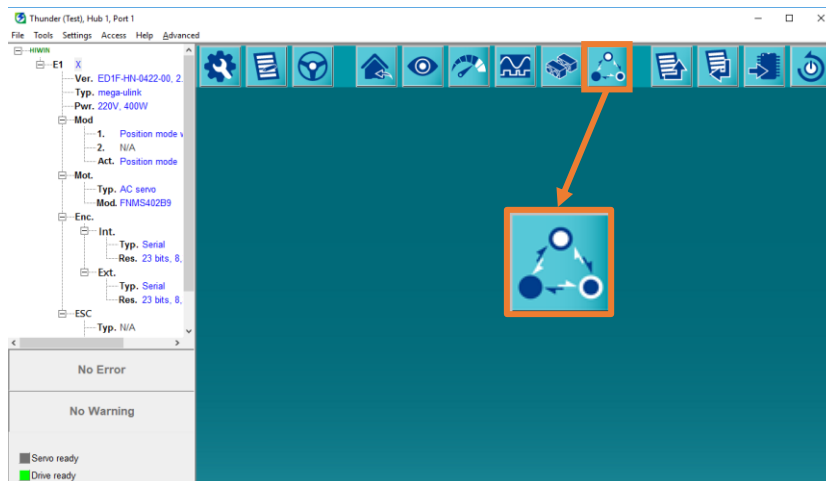 Thunder (Test), Hub 1, Port 1
File Tools Settings Access Help Advanced
HIWIN
E1 X
Ver. ED1F-HN-0422-00, 2.
Typ. mega-ulink
Pwr. 220V, 400W
Mod
1. Position mode
2. N/A
Act. Position mode
Mot.
Typ. AC servo
Mod. FNMS402B9
Enc.
Int.
Typ. Serial
Res. 23 bits, 8,
Ext.
Typ. Serial
Res. 23 bits, 8,
ESC
Typ. N/A
No Error
No Warning
Servo ready
Drive ready